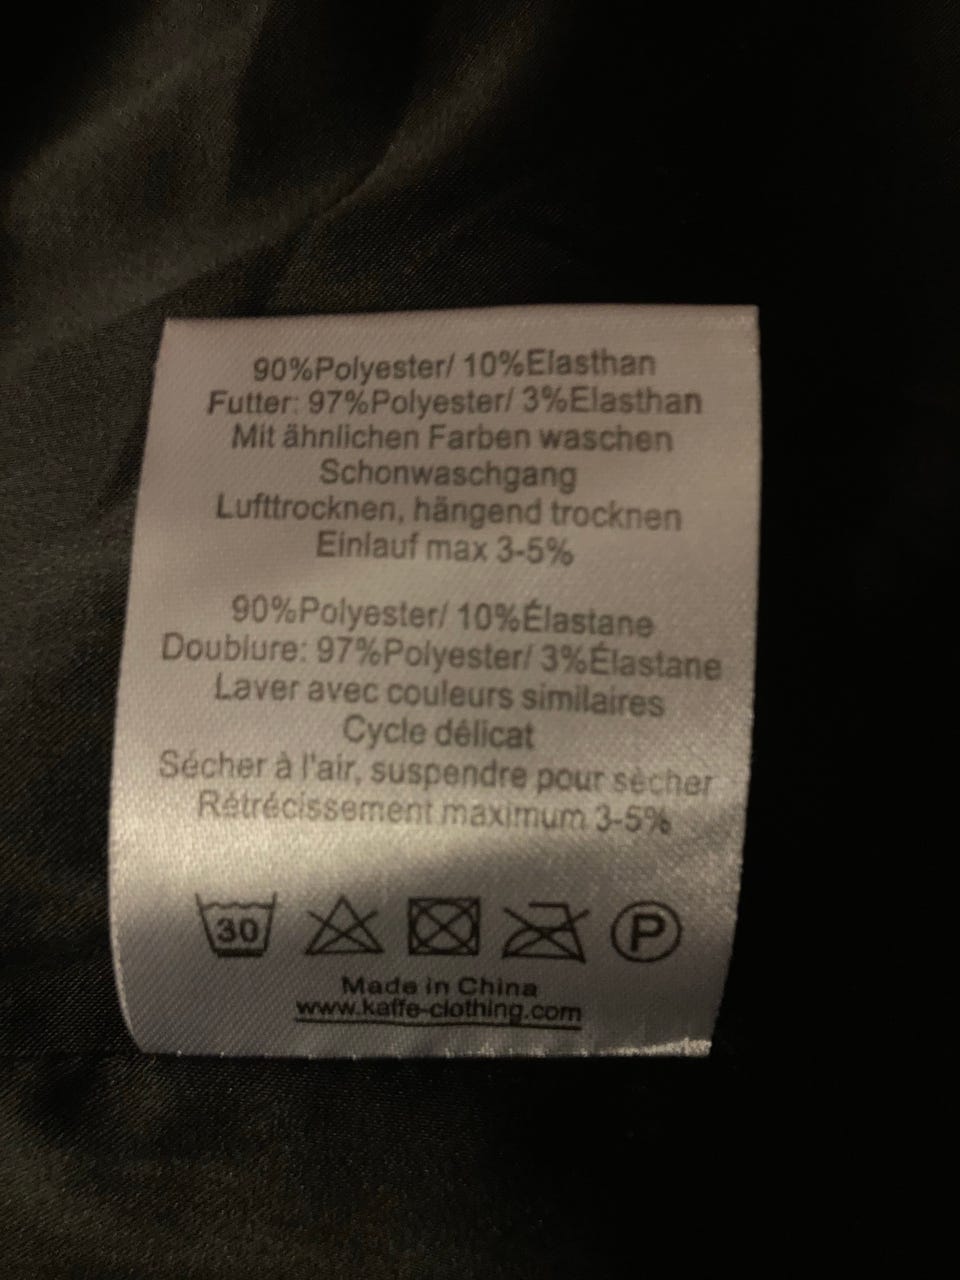 90%Polyester/ 10%Elasthan
Futter: 97%Polyester/ 3%Elasthan
Mit ähnlichen Farben waschen
Schonwaschgang
Lufttrocknen, hängend trocknen
Einlauf max 3-5%
90%Polyester/ 10%Élastane
Doublure: 97%Polyester/ 3%Élastane
Laver avec couleurs similaires
Cycle délicat
Sécher à l'air, suspendre pour sècher
Rétrécissement maximum 3-5%
30 P
Made in China
www.kaffe-clothing.com